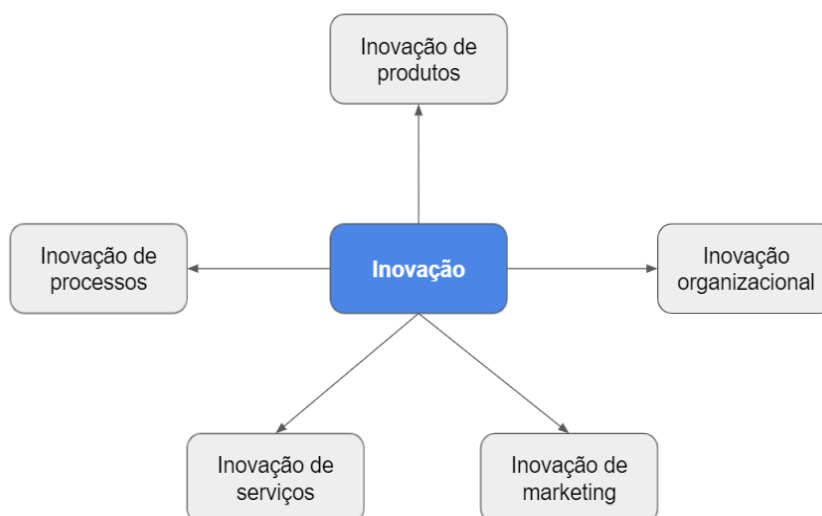 Inovação de
produtos
Inovação de
processos
Inovação
Inovação
organizacional
Inovação de
serviços
Inovação de
marketing